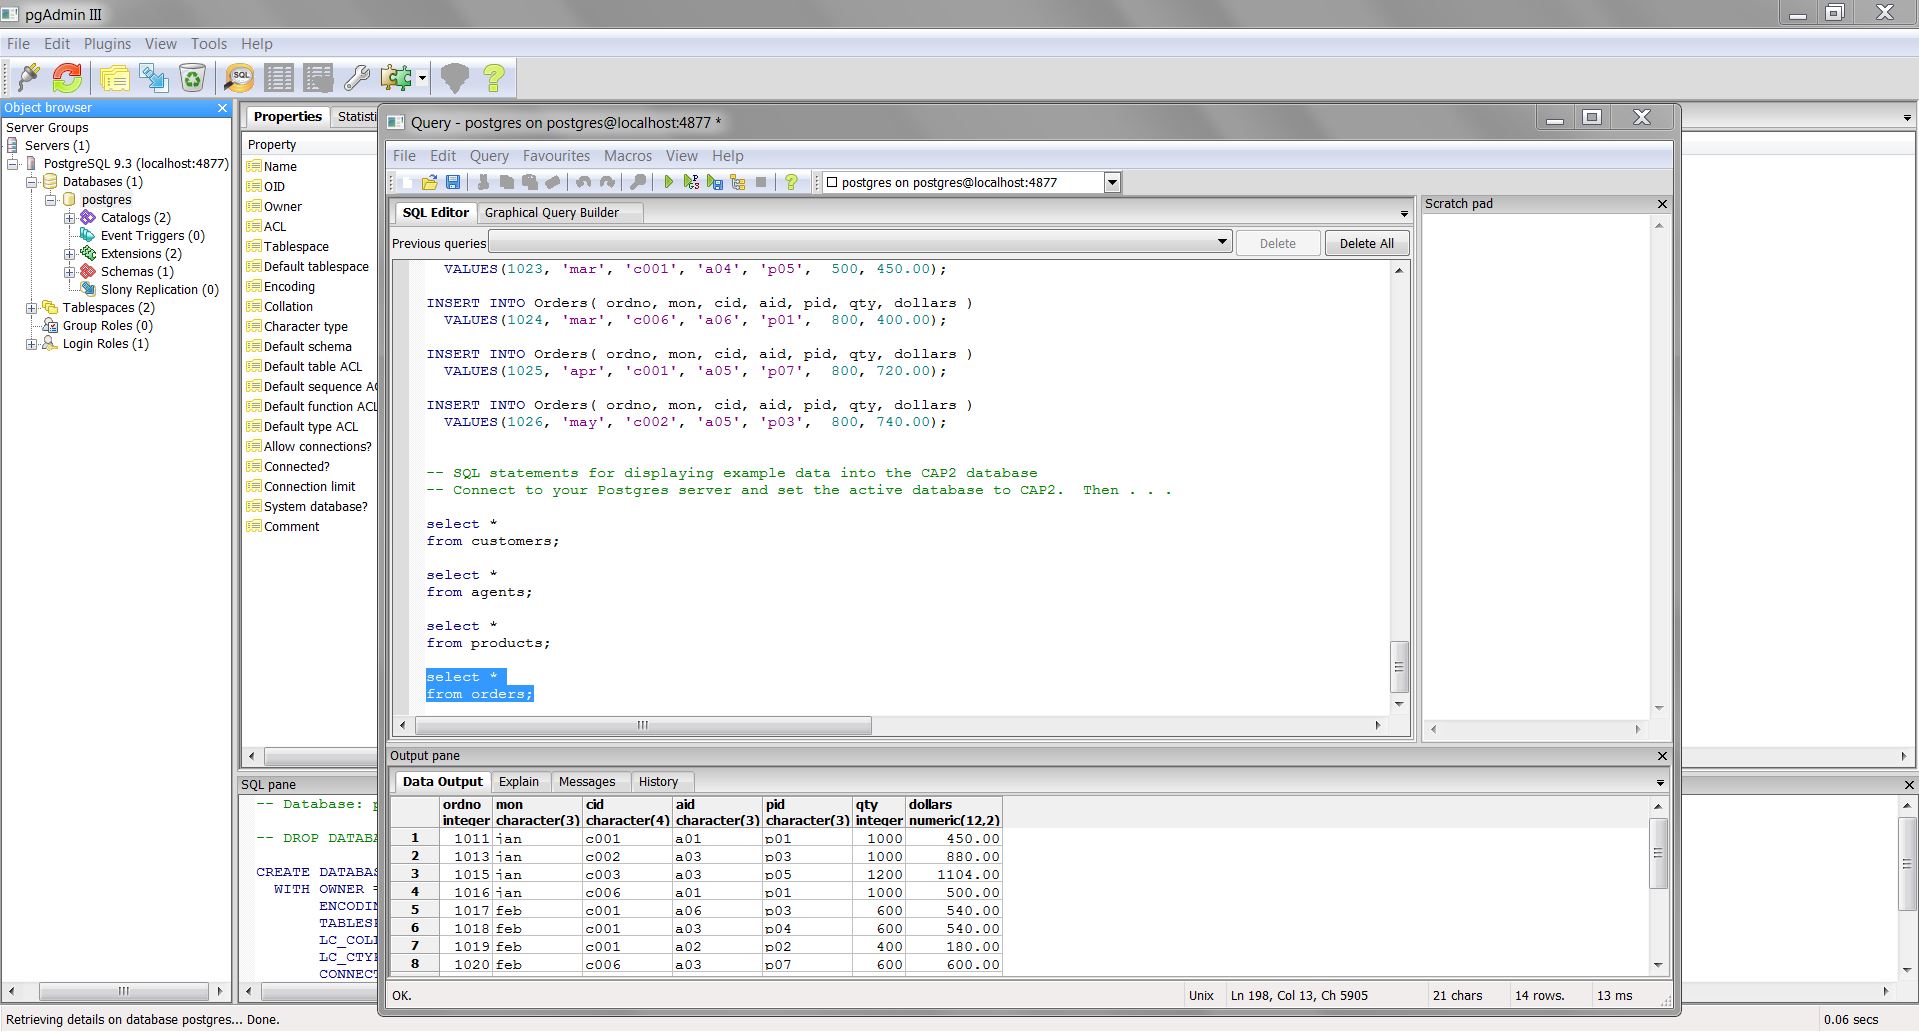 pgAdmin III
File Edit Plugins View Tools Help
SQL
Object browser
Server Groups
Servers (1)
PostgreSQL 9.3 (localhost:4877)
Databases (1)
postgres
Catalogs (2)
Event Triggers (0)
Extensions (2)
Schemas (1)
Slony Replication (0)
Tablespaces (2)
Group Roles (0)
Login Roles (1)
Properties Statisti
Property
Name
OID
Owner
ACL
Tablespace
Default tablespace
Encoding
Collation
Character type
Default schema
Default table ACL
Default sequence AC
Default function ACL
Default type ACL
Allow connections?
Connected?
Connection limit
System database?
Comment
SQL pane
-- Database: p
-- DROP DATABA
CREATE DATABAS
WITH OWNER =
ENCODIN
TABLESP
LC_COLL
LC_CTYP
CONNECT
Query - postgres on postgres@localhost:4877 *
File Edit Query Favourites Macros View Help
postgres on postgres@localhost:4877
SQL Editor Graphical Query Builder
Previous queries Delete Delete All
VALUES(1023, 'mar', 'c001', 'a04', 'p05',  500, 450.00);
INSERT INTO Orders( ordno, mon, cid, aid, pid, qty, dollars )
VALUES(1024, 'mar', 'c006', 'a06', 'p01',  800, 400.00);
INSERT INTO Orders( ordno, mon, cid, aid, pid, qty, dollars )
VALUES(1025, 'apr', 'c001', 'a05', 'p07',  800, 720.00);
INSERT INTO Orders( ordno, mon, cid, aid, pid, qty, dollars )
VALUES(1026, 'may', 'c002', 'a05', 'p03',  800, 740.00);
-- SQL statements for displaying example data into the CAP2 database
-- Connect to your Postgres server and set the active database to CAP2.  Then . . .
select *
from customers;
select *
from agents;
select *
from products;
select *
from orders;
Scratch pad
Output pane
Data Output Explain Messages History
ordno mon cid aid pid qty dollars
integer character(3) character(4) character(3) character(3) integer numeric(12,2)
1 1011 jan c001 a01 p01 1000 450.00
2 1013 jan c002 a03 p03 1000 880.00
3 1015 jan c003 a03 p05 1200 1104.00
4 1016 jan c006 a01 p01 1000 500.00
5 1017 feb c001 a06 p03 600 540.00
6 1018 feb c001 a03 p04 600 540.00
7 1019 feb c001 a02 p02 400 180.00
8 1020 feb c006 a03 p07 600 600.00
OK. Unix Ln 198, Col 13, Ch 5905 21 chars 14 rows. 13 ms
Retrieving details on database postgres... Done. 0.06 secs